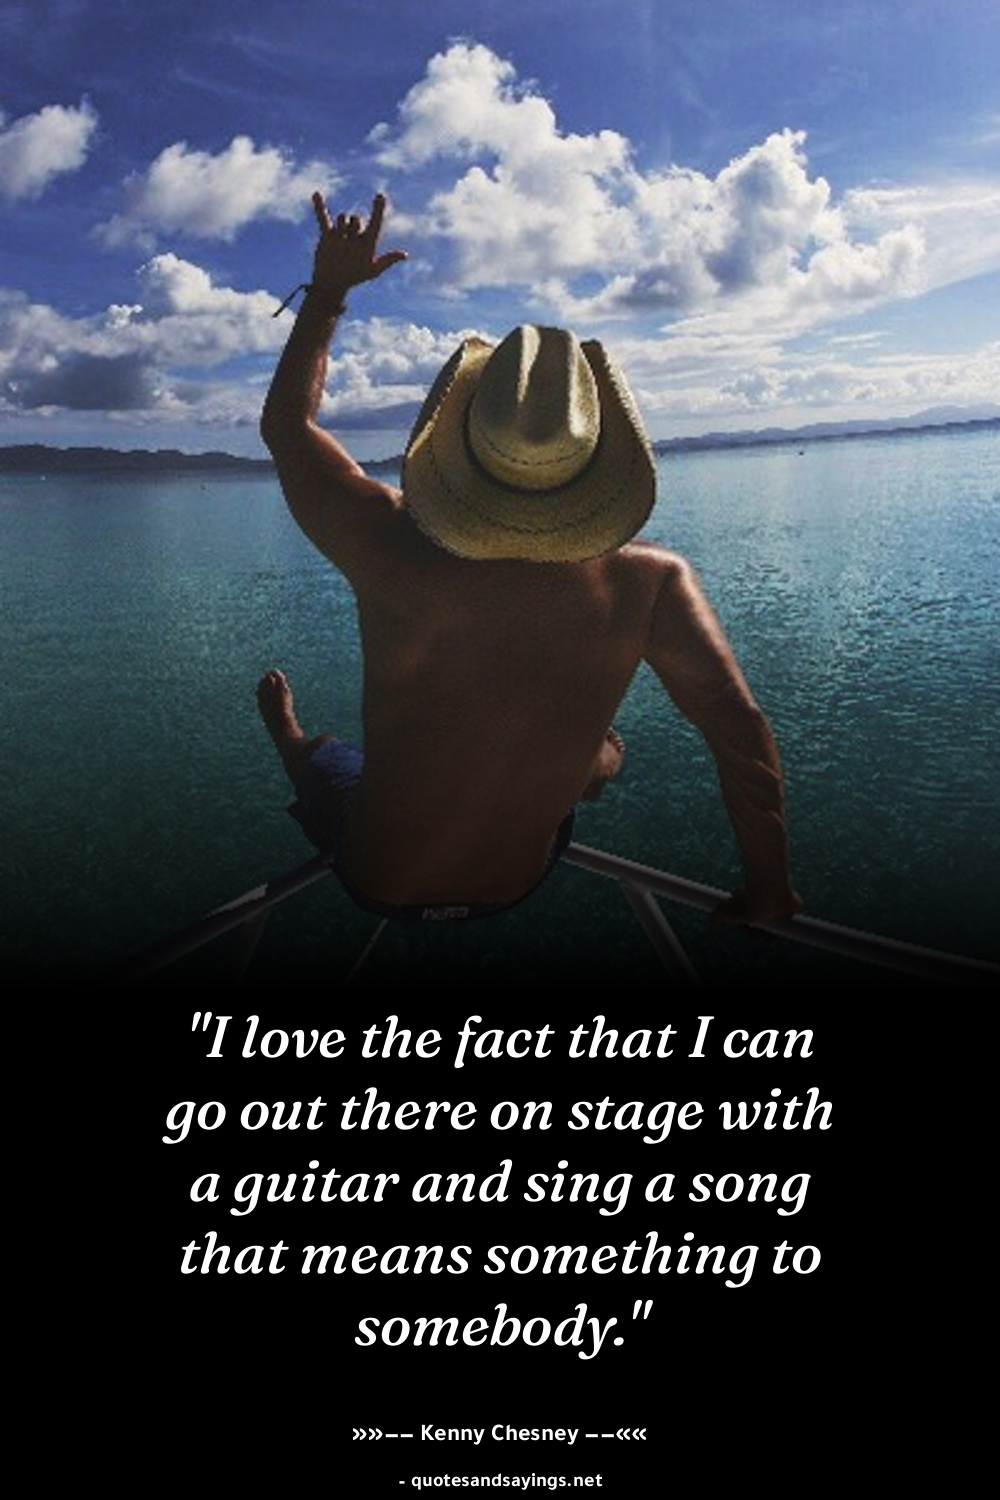 "I love the fact that I can
go out there on stage with
a guitar and sing a song
that means something to
somebody."
»»-- Kenny Chesney --««
- quotesandsayings.net